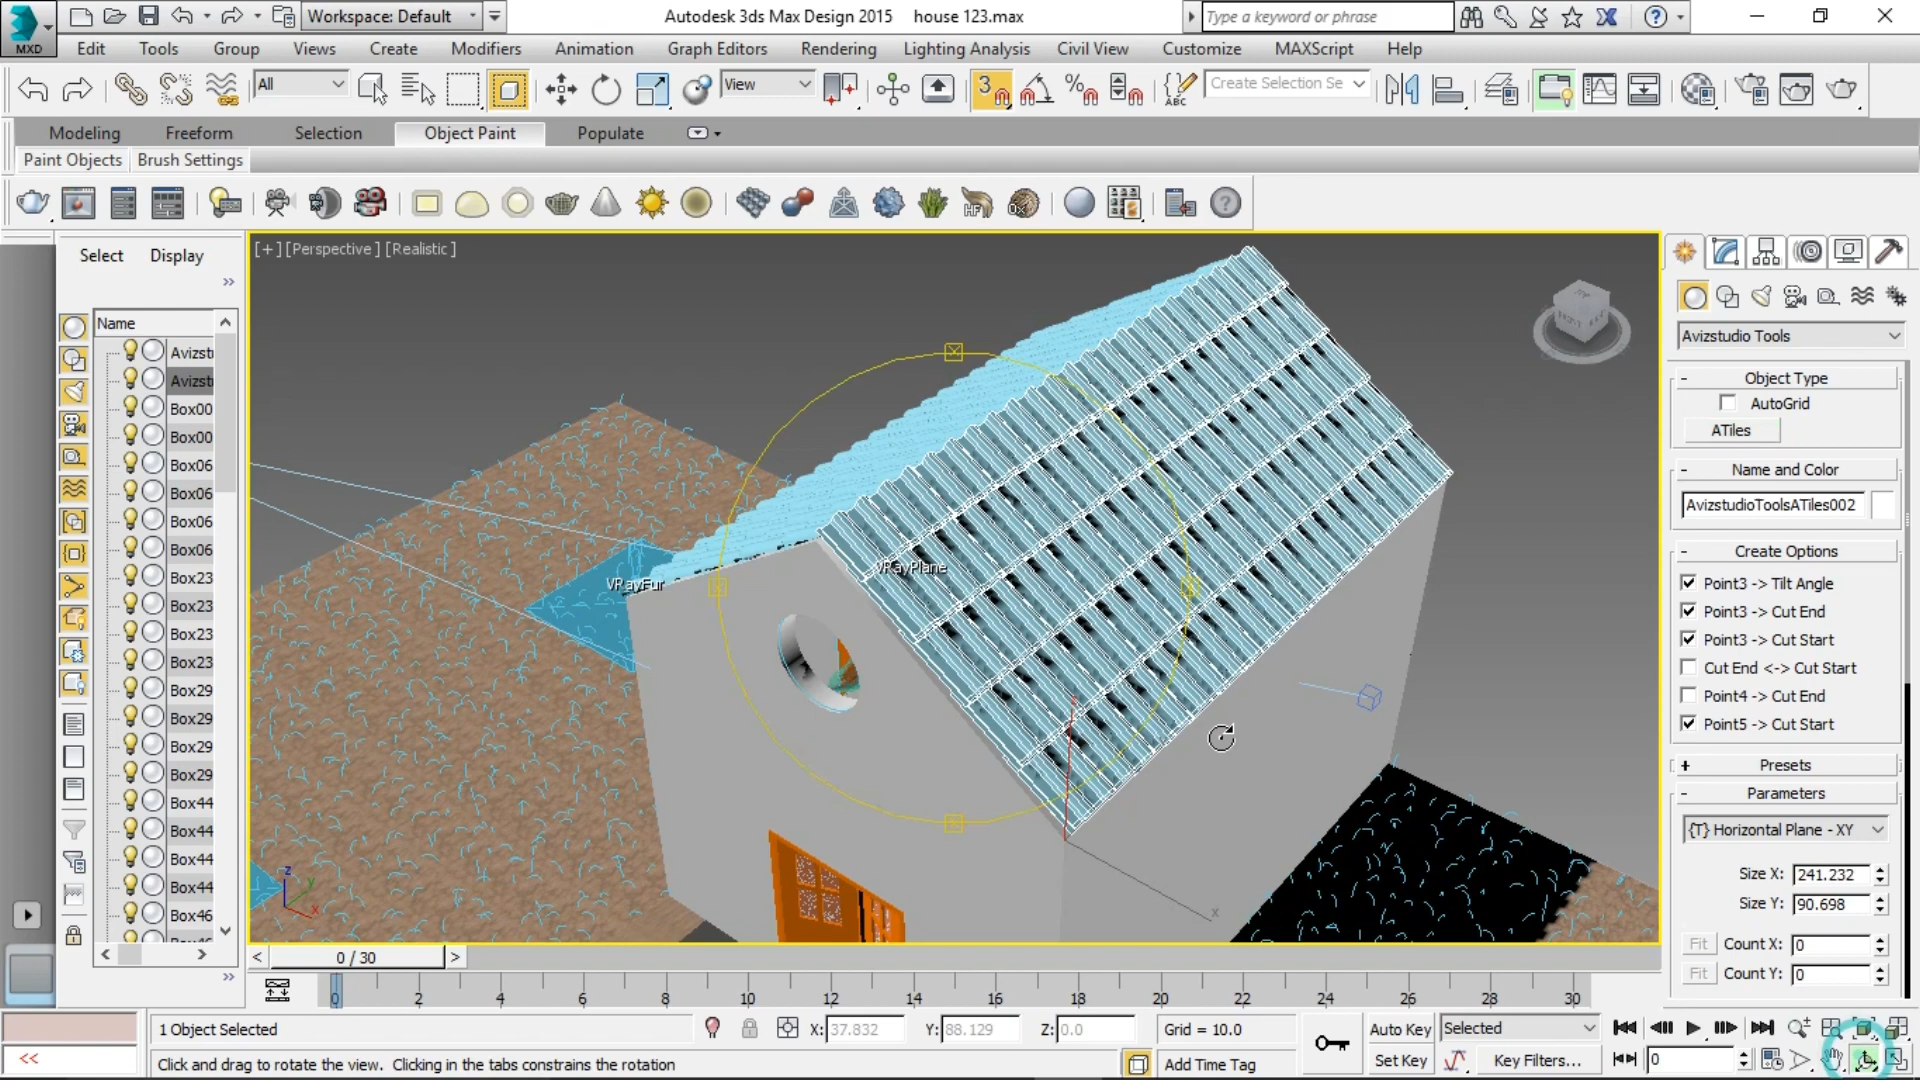 Workspace: Default
Autodesk 3ds Max Design 2015 house 123.max
Type a keyword or phrase
MXD
Edit Tools Group Views Create Modifiers Animation Graph Editors Rendering Lighting Analysis Civil View Customize MAXScript Help
All
View
3
ABC
Create Selection Se
Modeling Freeform Selection Object Paint Populate
Paint Objects Brush Settings
Select Display
Name
Avizst
Avizst
Box00
Box00
Box06
Box06
Box06
Box06
Box23
Box23
Box23
Box23
Box29
Box29
Box29
Box29
Box44
Box44
Box44
Box44
Box46
[+] [Perspective] [Realistic]
VRayFur
VRayPlane
x
z
y
x
Avizstudio Tools
- Object Type
AutoGrid
ATiles
- Name and Color
AvizstudioToolsATiles002
- Create Options
Point3 -> Tilt Angle
Point3 -> Cut End
Point3 -> Cut Start
Cut End <-> Cut Start
Point4 -> Cut End
Point5 -> Cut Start
+ Presets
- Parameters
{T} Horizontal Plane - XY
Size X: 241.232
Size Y: 90.698
Fit Count X: 0
Fit Count Y: 0
< 0 / 30 >
0 2 4 6 8 10 12 14 16 18 20 22 24 26 28 30
1 Object Selected
X: 37.832 Y: 88.129 Z: 0.0
Grid = 10.0
Auto Key Selected
<<
Click and drag to rotate the view. Clicking in the tabs constrains the rotation
Add Time Tag
Set Key Key Filters...
0